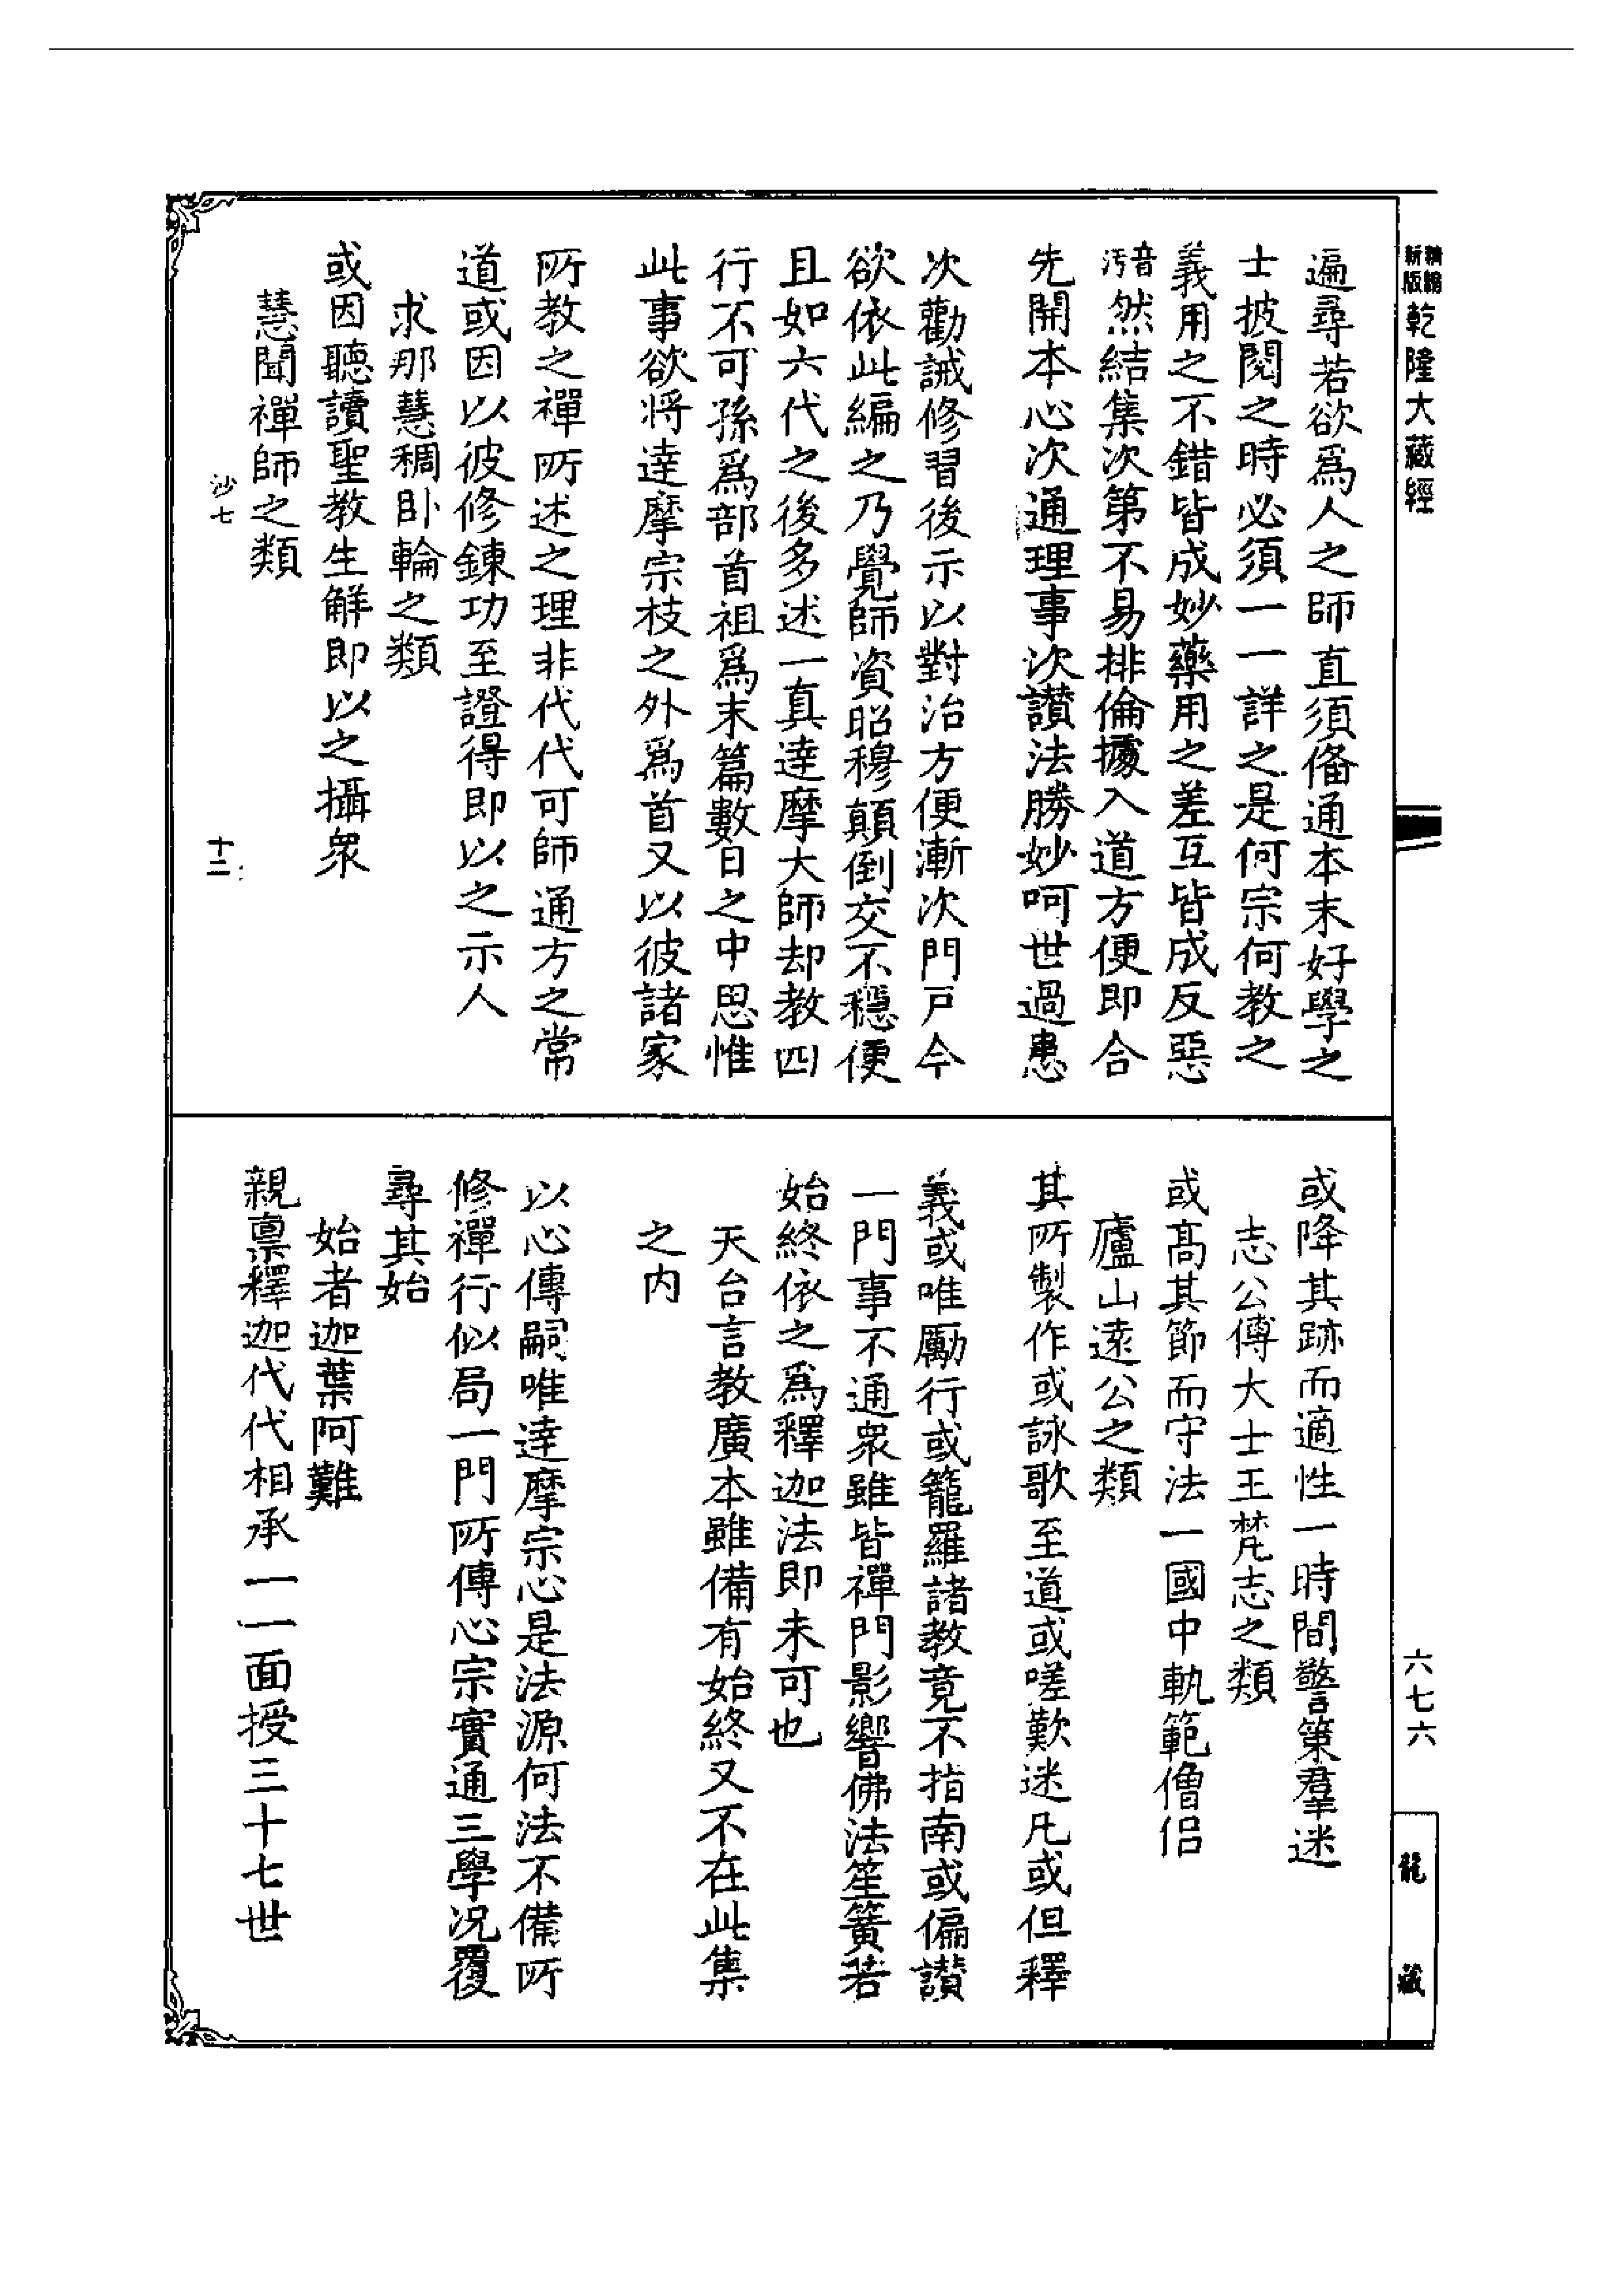 精編
新版
乾隆大藏經
六七六
龍藏
遍尋若欲為人之師直須俻通本末好學之
士披閱之時必須一一詳之是何宗何教之
義用之不錯皆成妙藥用之差互皆成反惡
音
汚
然結集次第不易排倫據入道方便即合
先開本心次通理事次讚法勝妙呵世過患
次勸誡修習後示以對治方便漸次門戶今
欲依此編之乃覺師資昭穆顛倒交不穩便
且如六代之後多述一真達摩大師却教四
行不可孫爲部首祖爲末篇數日之中思惟
此事欲將達摩宗枝之外爲首又以彼諸家
所教之禪所述之理非代代可師通方之常
道或因以彼修鍊功至證得即以之示人
求那慧稠卧輪之類
或因聽讀聖教生解即以之攝衆
慧聞禪師之類
沙七
十二
或降其跡而適性一時間警策羣迷
志公傅大士王梵志之類
或高其節而守法一國中軌範僧侣
廬山遠公之類
其所製作或詠歌至道或嗟歎迷凡或但釋
義或唯勵行或籠羅諸教竟不指南或偏讚
一門事不通衆雖皆禪門影響佛法笙簧若
始終依之爲釋迦法即未可也
天台言教廣本雖備有始終又不在此集
之内
以心傳嗣唯達摩宗心是法源何法不備所
修禪行似局一門所傳心宗實通三學况覆
尋其始
始者迦葉阿難
親禀釋迦代代相承一一面授三十七世